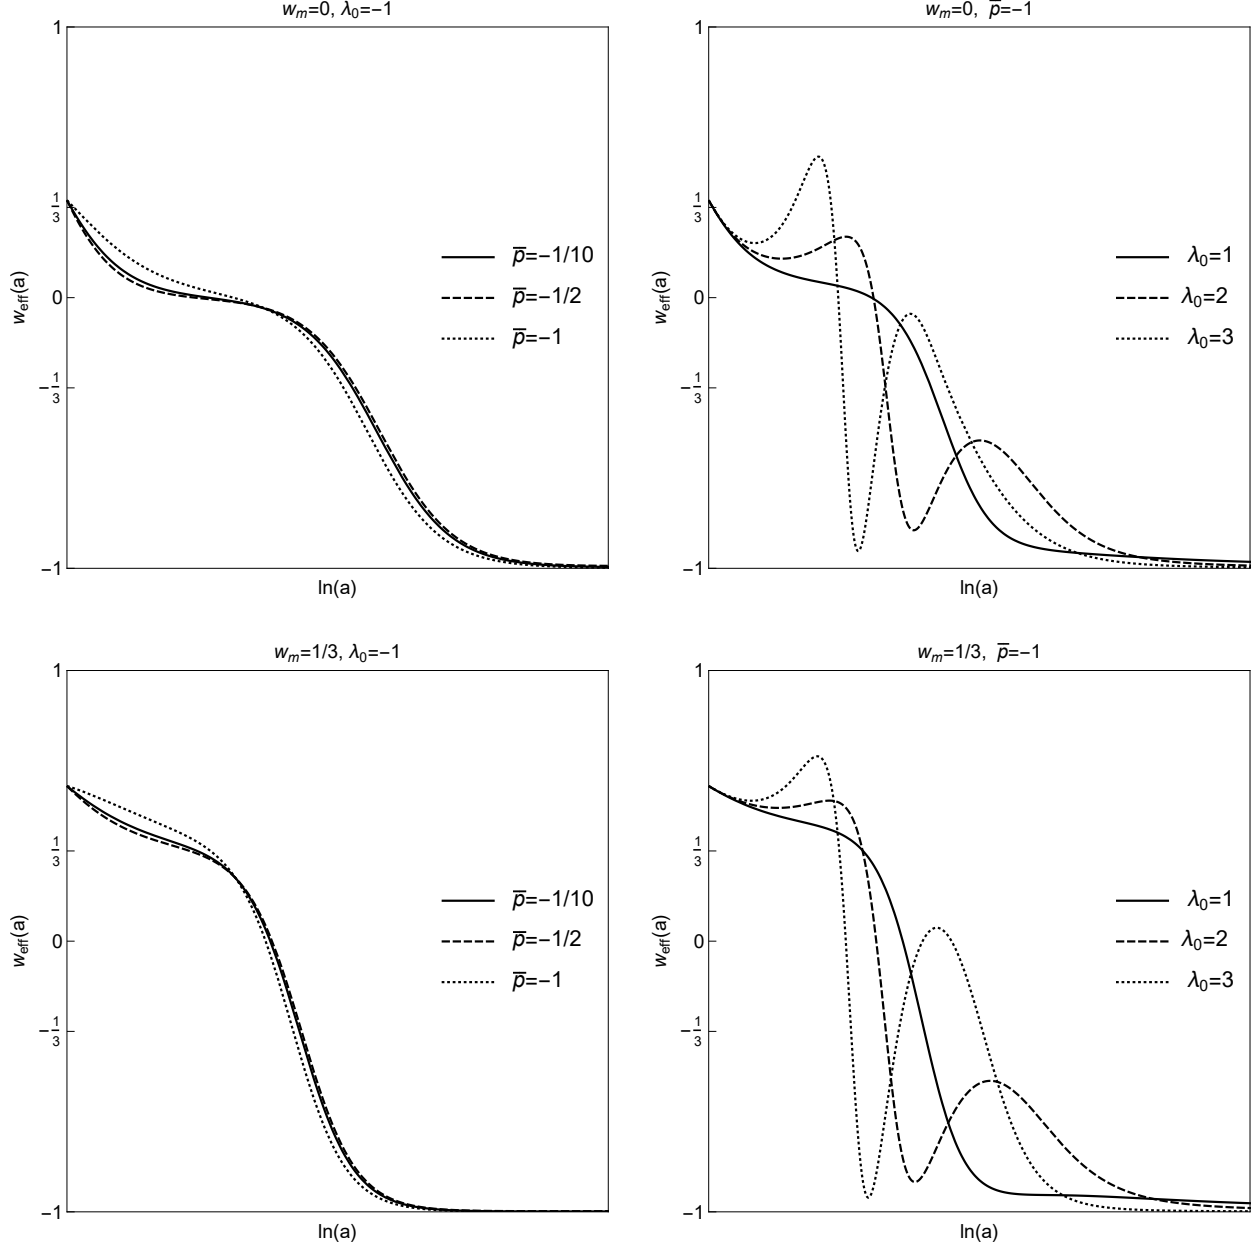 w_m=0, λ_0=−1
1
1/3
0
−1/3
−1
w_eff(a)
ln(a)
p̅=−1/10
p̅=−1/2
p̅=−1
w_m=0, p̅=−1
1
1/3
0
−1/3
−1
w_eff(a)
ln(a)
λ_0=1
λ_0=2
λ_0=3
w_m=1/3, λ_0=−1
1
1/3
0
−1/3
−1
w_eff(a)
ln(a)
p̅=−1/10
p̅=−1/2
p̅=−1
w_m=1/3, p̅=−1
1
1/3
0
−1/3
−1
w_eff(a)
ln(a)
λ_0=1
λ_0=2
λ_0=3